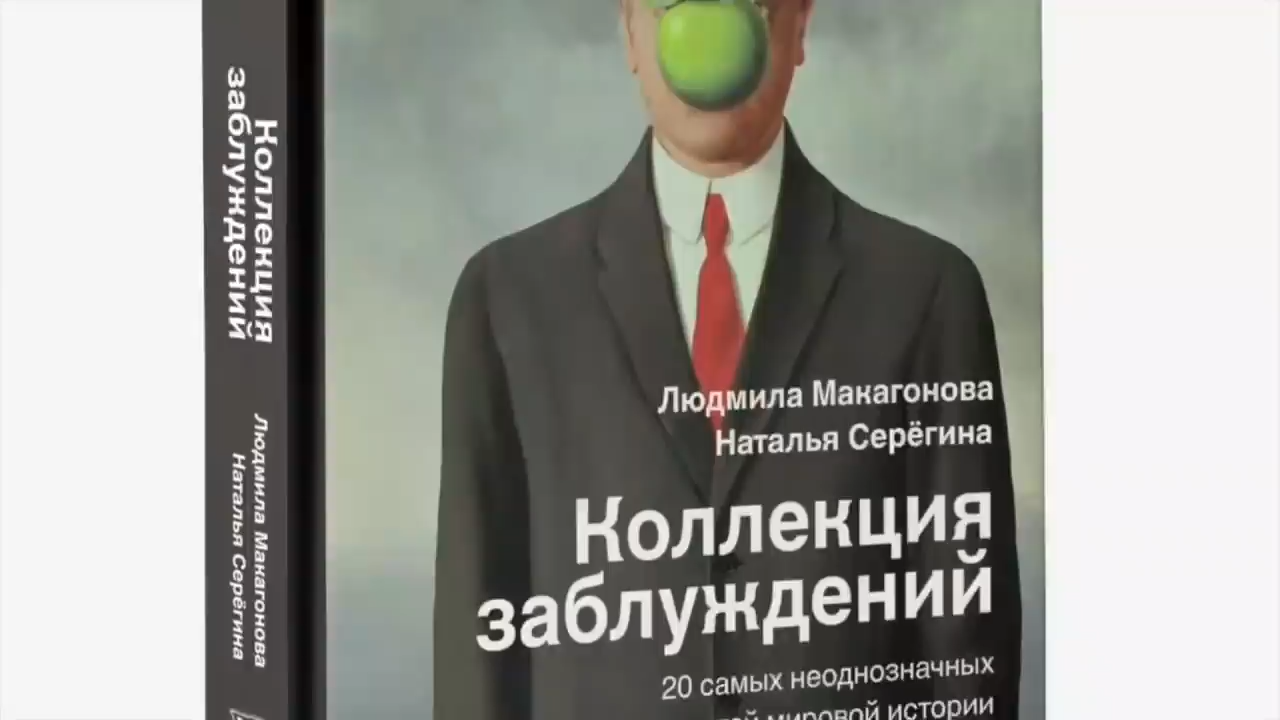 Коллекция
заблуждений
Людмила Макагонова
Наталья Серёгина
Людмила Макагонова
Наталья Серёгина
Коллекция
заблуждений
20 самых неоднозначных
мировой истории